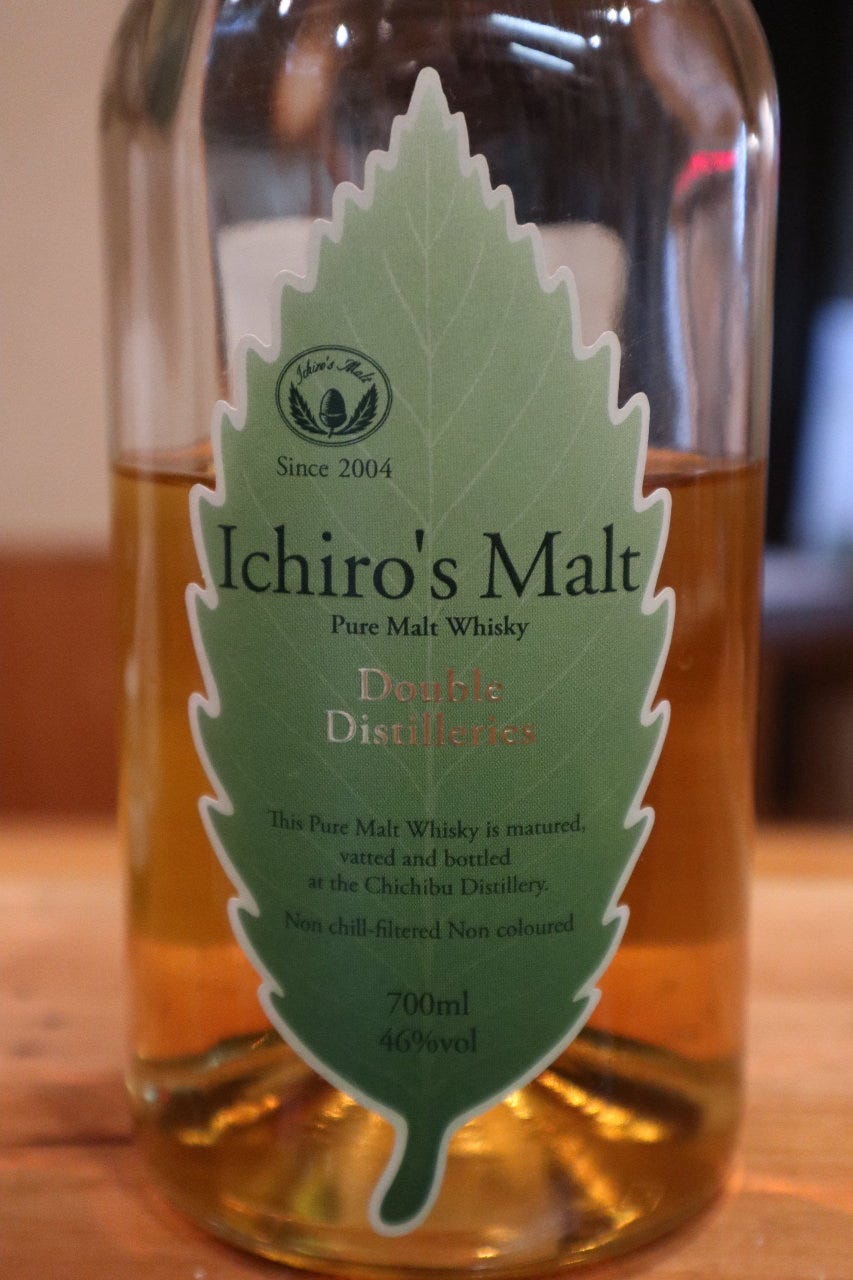 Ichiro's Malt
Since 2004
Ichiro's Malt
Pure Malt Whisky
Double
Distilleries
This Pure Malt Whisky is matured,
vatted and bottled
at the Chichibu Distillery.
Non chill-filtered Non coloured
700ml
46%vol